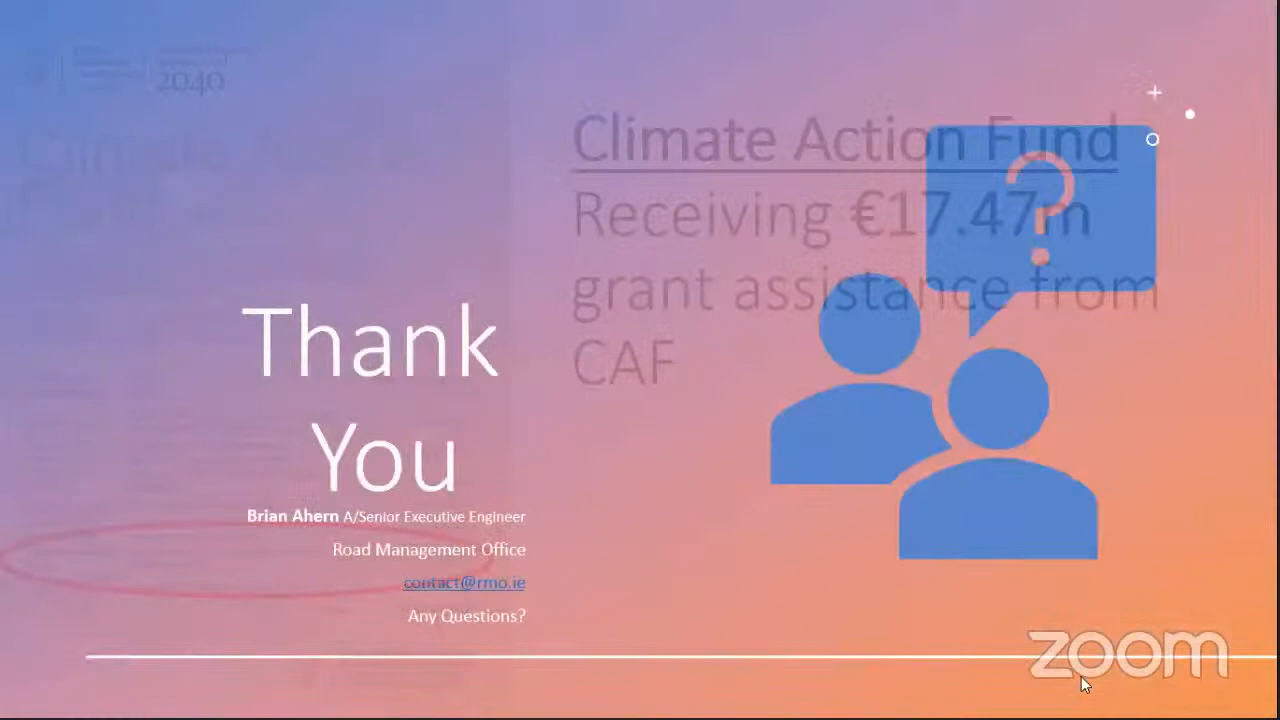 2040
Climate Action Fund
Receiving €17.47m
grant assistance from
CAF
?
Thank
You
Brian Ahern A/Senior Executive Engineer
Road Management Office
contact@rmo.ie
Any Questions?
zoom